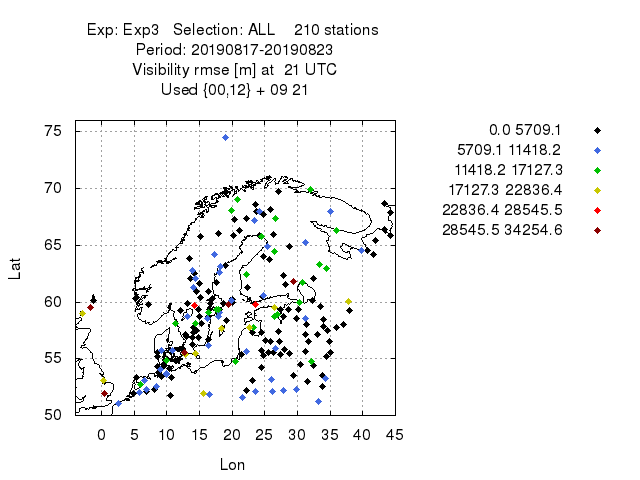 Exp: Exp3   Selection: ALL    210 stations
Period: 20190817-20190823
Visibility rmse [m] at  21 UTC
Used {00,12} + 09 21
0.0 5709.1
5709.1 11418.2
11418.2 17127.3
17127.3 22836.4
22836.4 28545.5
28545.5 34254.6
75
70
65
60
55
50
Lat
0 5 10 15 20 25 30 35 40 45
Lon